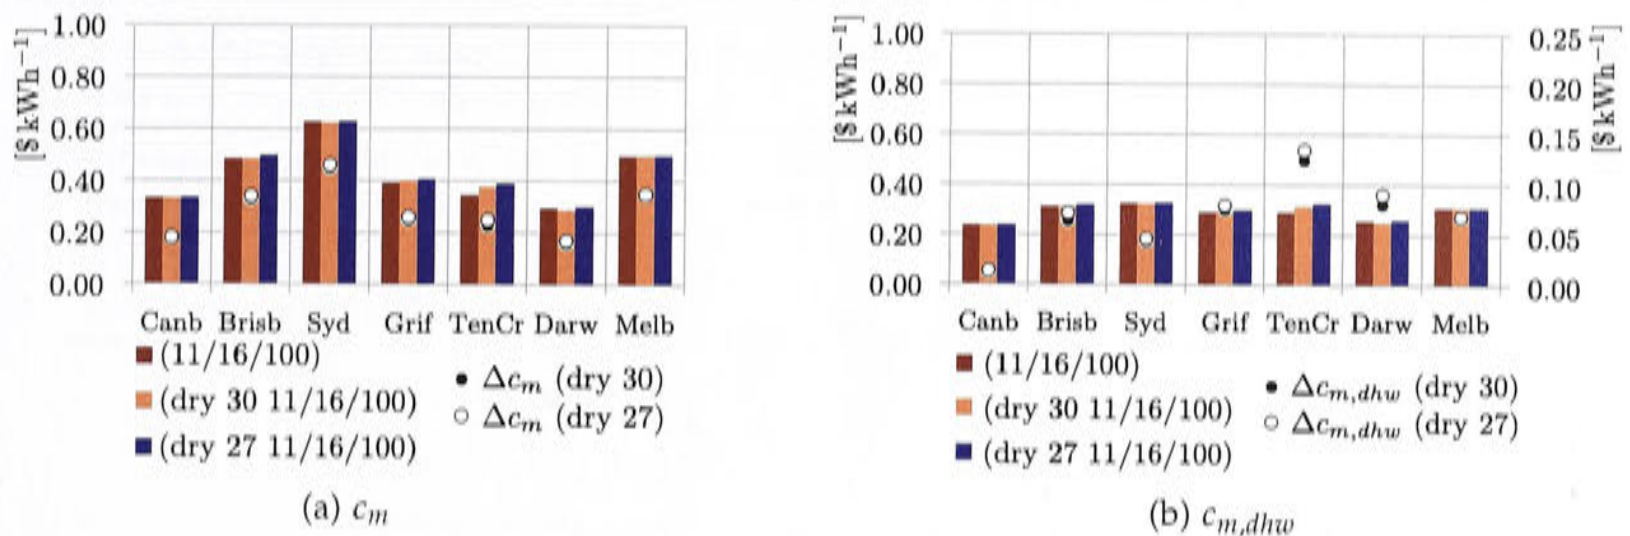 [$ kWh⁻¹]
1.00
0.80
0.60
0.40
0.20
0.00
Canb Brisb Syd Grif TenCr Darw Melb
(11/16/100)
(dry 30 11/16/100)
(dry 27 11/16/100)
Δc_m (dry 30)
Δc_m (dry 27)
(a) c_m
[$ kWh⁻¹]
1.00
0.80
0.60
0.40
0.20
0.00
[$ kWh⁻¹]
0.25
0.20
0.15
0.10
0.05
0.00
Canb Brisb Syd Grif TenCr Darw Melb
(11/16/100)
(dry 30 11/16/100)
(dry 27 11/16/100)
Δc_{m,dhw} (dry 30)
Δc_{m,dhw} (dry 27)
(b) c_{m,dhw}